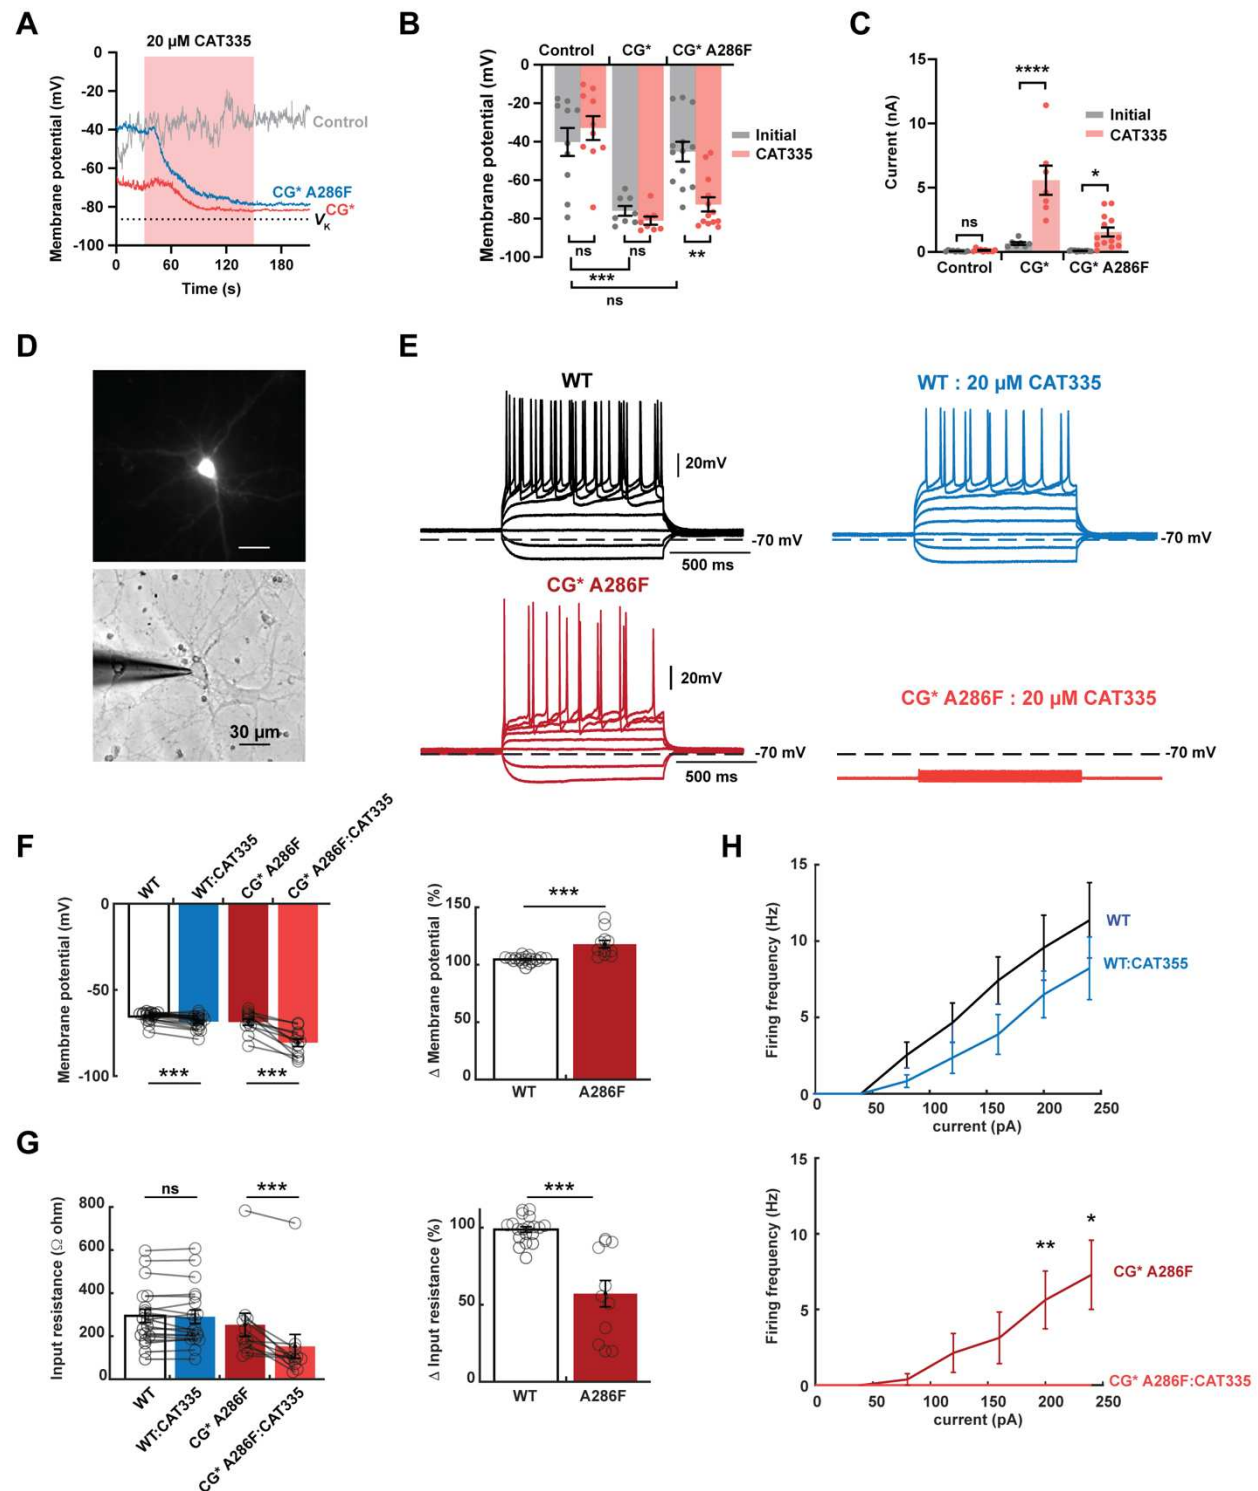 A
20 µM CAT335
Membrane potential (mV)
0
-20
-40
-60
-80
-100
Control
CG* A286F
CG*
VK
0
60
120
180
Time (s)
B
Control
CG*
CG* A286F
Membrane potential (mV)
0
-20
-40
-60
-80
-100
Initial
CAT335
ns
ns
**
***
ns
C
Current (nA)
15
10
5
0
****
Initial
CAT335
*
ns
Control
CG*
CG* A286F
D
30 µm
E
WT
20mV
-70 mV
500 ms
WT : 20 µM CAT335
-70 mV
CG* A286F
20mV
-70 mV
500 ms
CG* A286F : 20 µM CAT335
-70 mV
F
WT
WT:CAT335
CG* A286F
CG* A286F:CAT335
Membrane potential (mV)
0
-50
-100
***
***
Δ Membrane potential (%)
150
100
50
0
***
WT
A286F
G
Input resistance (Ω ohm)
800
600
400
200
0
ns
***
WT
WT:CAT335
CG* A286F
CG* A286F:CAT335
Δ Input resistance (%)
100
50
0
***
WT
A286F
H
Firing frequency (Hz)
15
10
5
0
WT
WT:CAT355
0
50
100
150
200
250
current (pA)
Firing frequency (Hz)
15
10
5
0
**
*
CG* A286F
CG* A286F:CAT335
0
50
100
150
200
250
current (pA)